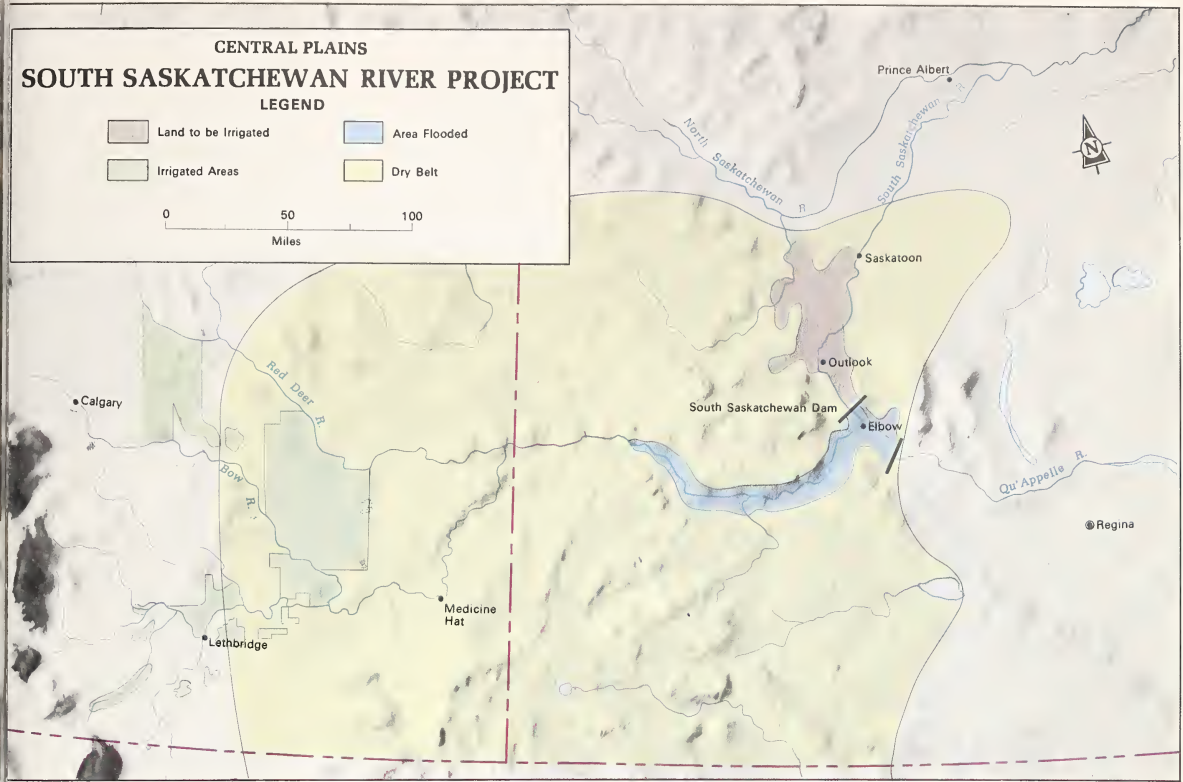 CENTRAL PLAINS
SOUTH SASKATCHEWAN RIVER PROJECT
LEGEND
Land to be Irrigated
Area Flooded
Irrigated Areas
Dry Belt
0 50 100
Miles
Prince Albert
North Saskatchewan R
South Saskatchewan R
N
Saskatoon
Outlook
South Saskatchewan Dam
Elbow
Qu'Appelle R.
Regina
Red Deer R.
Calgary
Bow R.
Medicine
Hat
Lethbridge